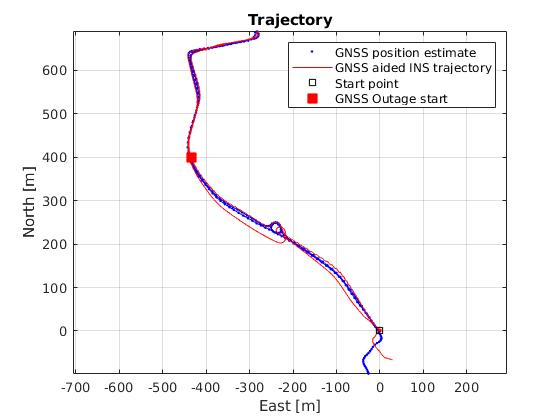 Trajectory
GNSS position estimate
GNSS aided INS trajectory
Start point
GNSS Outage start
600
500
400
300
200
100
0
North [m]
-700 -600 -500 -400 -300 -200 -100 0 100 200
East [m]